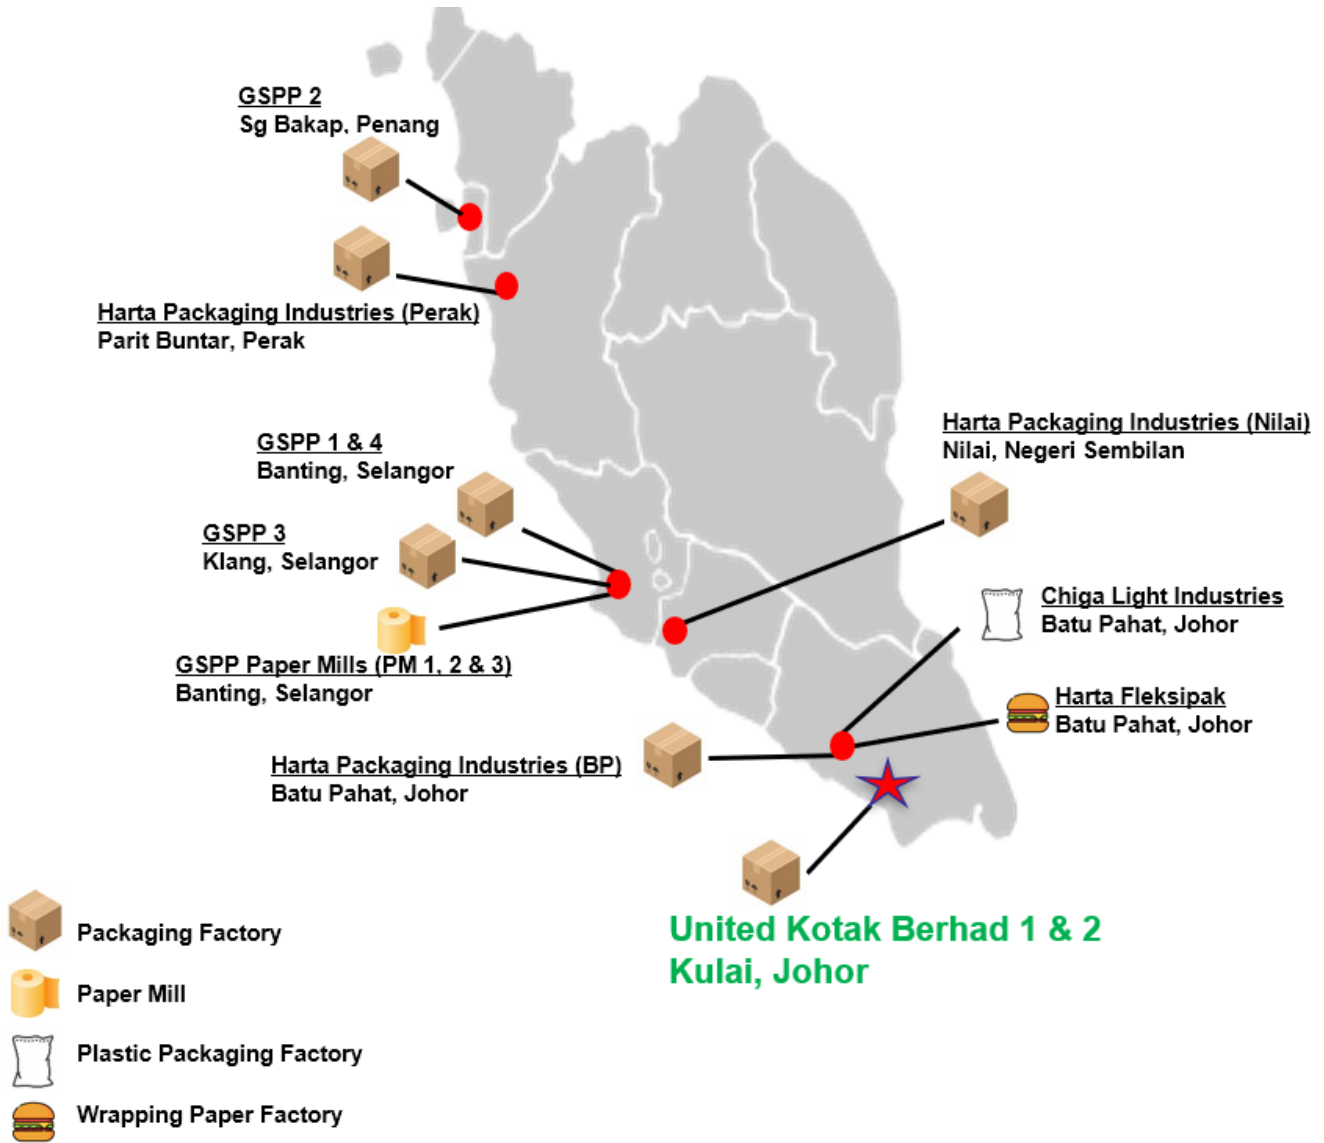 GSPP 2
Sg Bakap, Penang
Harta Packaging Industries (Perak)
Parit Buntar, Perak
GSPP 1 & 4
Banting, Selangor
GSPP 3
Klang, Selangor
GSPP Paper Mills (PM 1, 2 & 3)
Banting, Selangor
Harta Packaging Industries (Nilai)
Nilai, Negeri Sembilan
Chiga Light Industries
Batu Pahat, Johor
Harta Fleksipak
Batu Pahat, Johor
Harta Packaging Industries (BP)
Batu Pahat, Johor
United Kotak Berhad 1 & 2
Kulai, Johor
Packaging Factory
Paper Mill
Plastic Packaging Factory
Wrapping Paper Factory